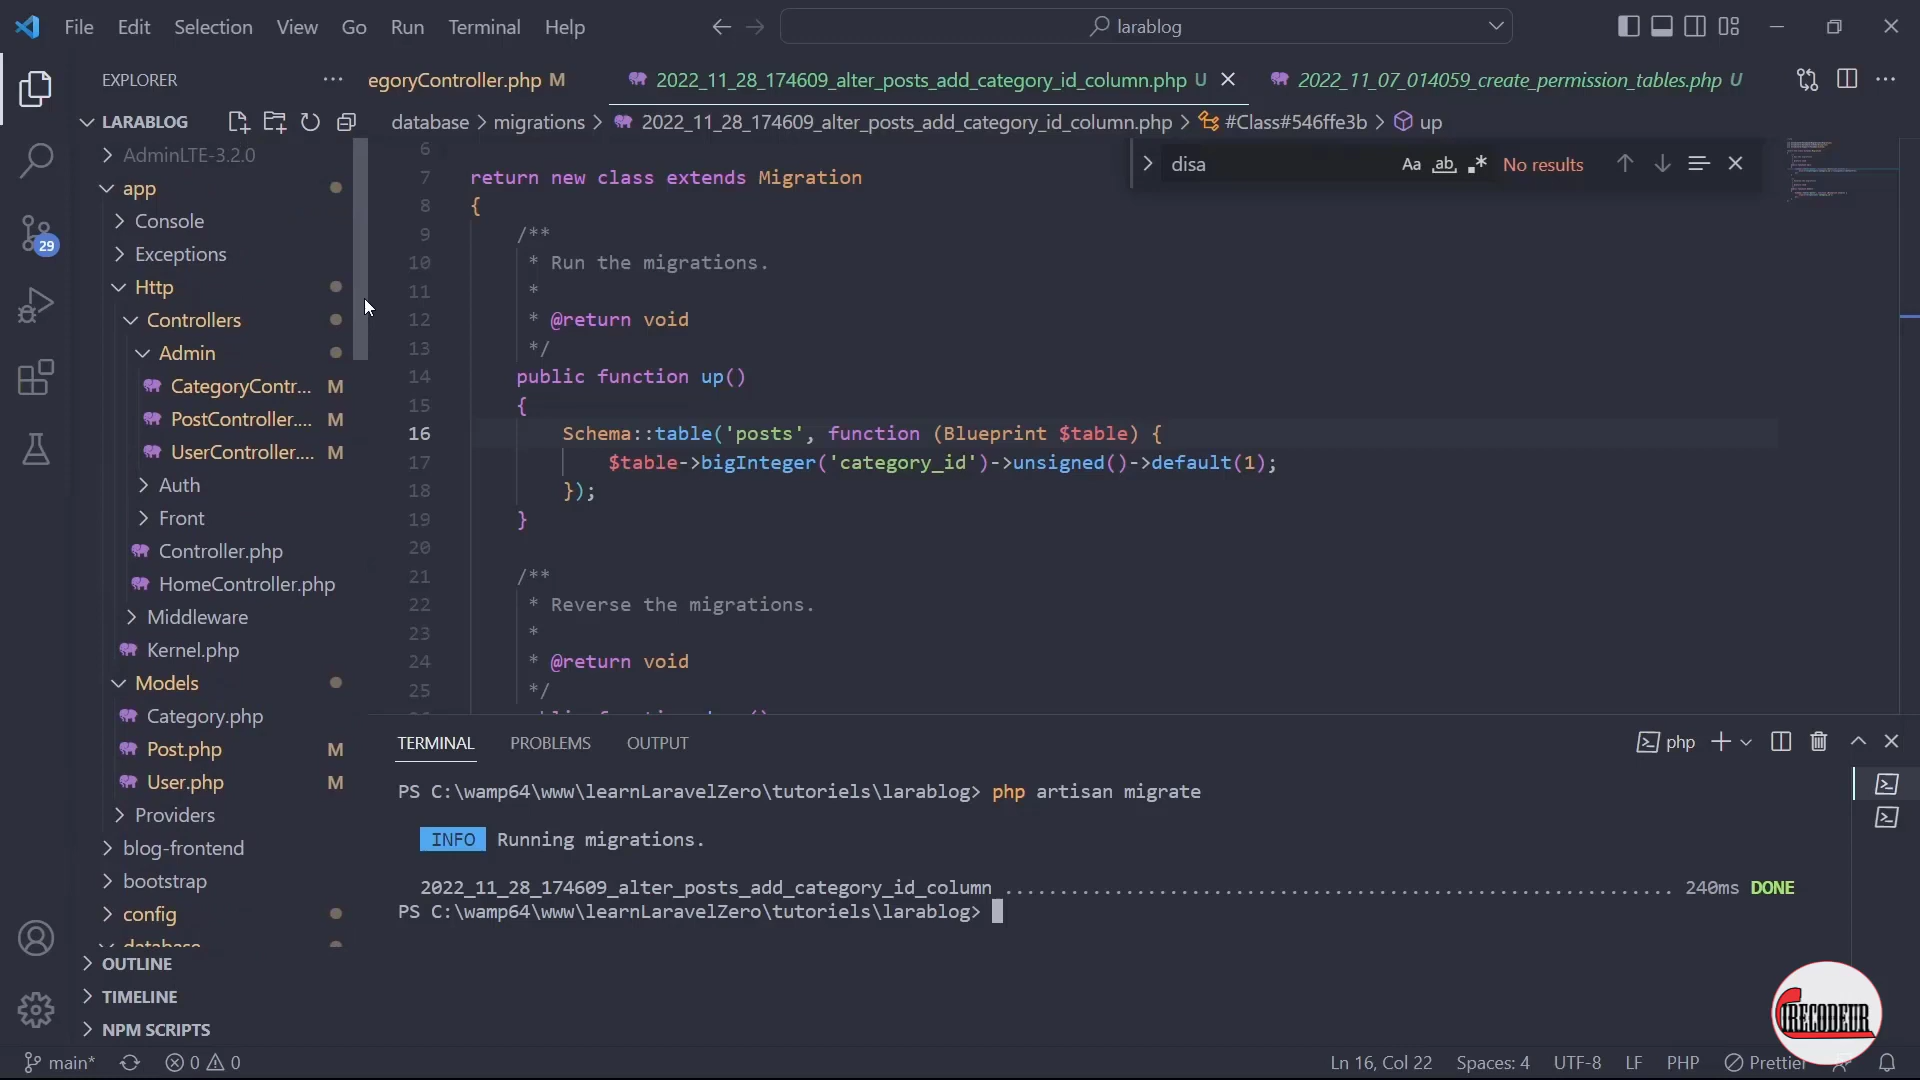 File Edit Selection View Go Run Terminal Help
larablog
EXPLORER
egoryController.php M
2022_11_28_174609_alter_posts_add_category_id_column.php U
2022_11_07_014059_create_permission_tables.php U
LARABLOG
database > migrations > 2022_11_28_174609_alter_posts_add_category_id_column.php > #Class#546ffe3b > up
disa
Aa ab No results
AdminLTE-3.2.0
app
Console
Exceptions
Http
Controllers
Admin
CategoryContr... M
PostController.... M
UserController.... M
Auth
Front
Controller.php
HomeController.php
Middleware
Kernel.php
Models
Category.php
Post.php M
User.php M
Providers
blog-frontend
bootstrap
config
database
OUTLINE
TIMELINE
NPM SCRIPTS
29
6
7 return new class extends Migration
8 {
9 /**
10 * Run the migrations.
11 *
12 * @return void
13 */
14 public function up()
15 {
16 Schema::table('posts', function (Blueprint $table) {
17 $table->bigInteger('category_id')->unsigned()->default(1);
18 });
19 }
20
21 /**
22 * Reverse the migrations.
23 *
24 * @return void
25 */
TERMINAL PROBLEMS OUTPUT
php
PS C:\wamp64\www\learnLaravelZero\tutoriels\larablog> php artisan migrate
INFO Running migrations.
2022_11_28_174609_alter_posts_add_category_id_column .......................................................... 240ms DONE
PS C:\wamp64\www\learnLaravelZero\tutoriels\larablog>
IRECODEUR
main* 0 0
Ln 16, Col 22 Spaces: 4 UTF-8 LF PHP Prettier